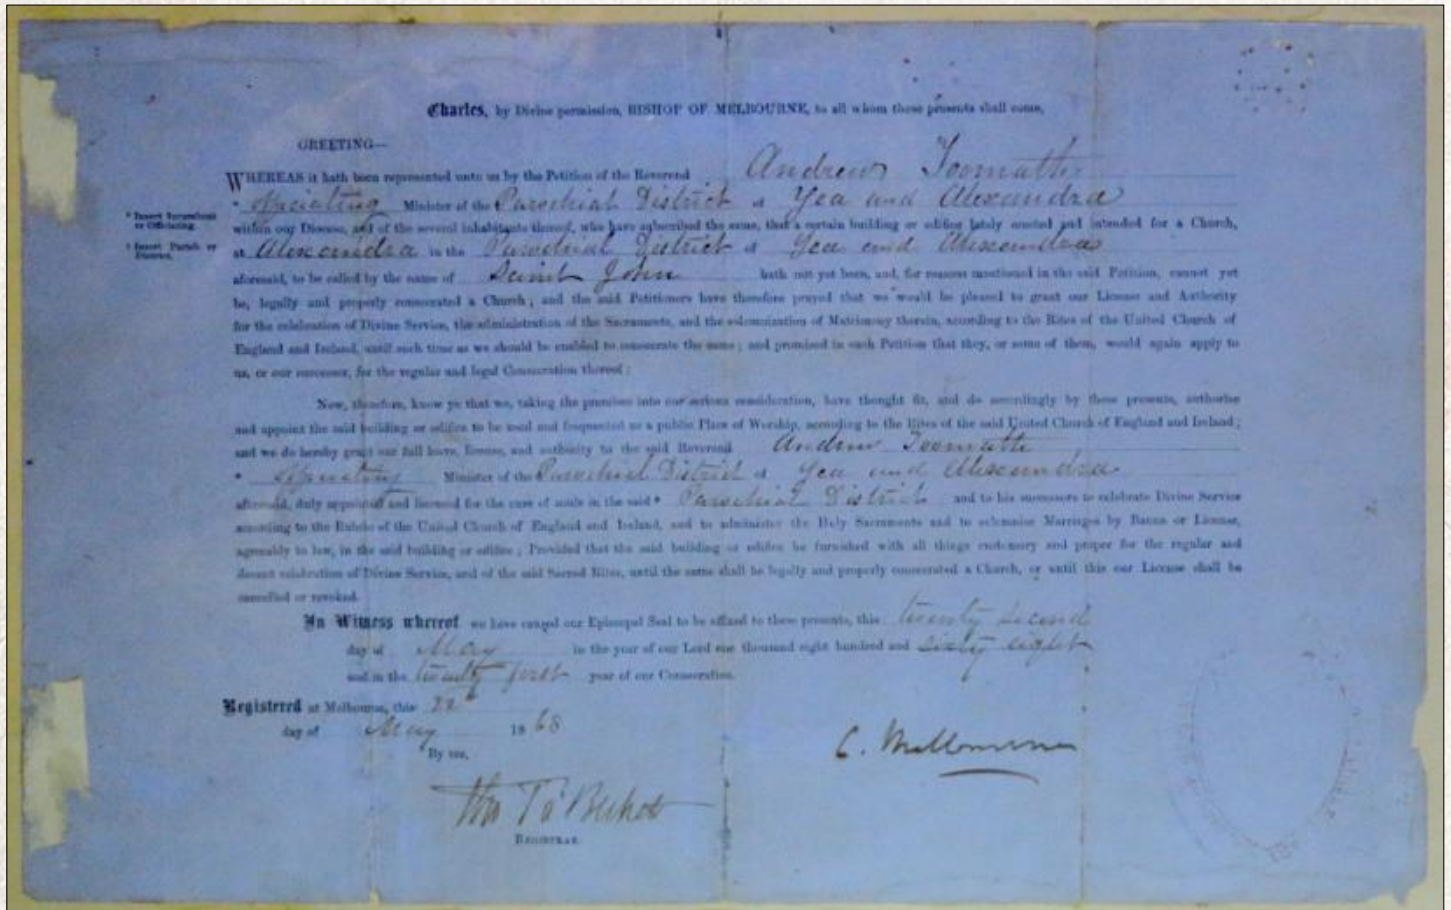 Charles, by Divine permission, BISHOP OF MELBOURNE, to all whom these presents shall come,
GREETING—
WHEREAS it hath been represented unto us by the Petition of the Reverend Andrew Toomath
* Officiating Minister of the Parochial District of Yea and Alexandra
* Insert Incumbent or Officiating.
† Insert Parish or District.
within our Diocese, and of the several inhabitants thereof, who have subscribed the same, that a certain building or edifice lately erected and intended for a Church,
at Alexandra in the Parochial District of Yea and Alexandra
aforesaid, to be called by the name of Saint John hath not yet been, and, for reasons mentioned in the said Petition, cannot yet
be, legally and properly consecrated a Church; and the said Petitioners have therefore prayed that we would be pleased to grant our License and Authority
for the celebration of Divine Service, the administration of the Sacraments, and the solemnization of Matrimony therein, according to the Rites of the United Church of
England and Ireland, until such time as we should be enabled to consecrate the same; and promised in such Petition that they, or some of them, would again apply to
us, or our successor, for the regular and legal Consecration thereof:
Now, therefore, know ye that we, taking the premises into our serious consideration, have thought fit, and do accordingly by these presents, authorise
and appoint the said building or edifice to be used and frequented as a public Place of Worship, according to the Rites of the said United Church of England and Ireland;
and we do hereby grant our full leave, license, and authority to the said Reverend Andrew Toomath
* Officiating Minister of the Parochial District of Yea and Alexandra
aforesaid, duly appointed and licensed for the cure of souls in the said * Parochial District and to his successors to celebrate Divine Service
according to the Rubric of the United Church of England and Ireland, and to administer the Holy Sacraments and to solemnise Marriages by Banns or License,
agreeably to law, in the said building or edifice; Provided that the said building or edifice be furnished with all things customary and proper for the regular and
decent celebration of Divine Service, and of the said Sacred Rites, until the same shall be legally and properly consecrated a Church, or until this our License shall be
cancelled or revoked.
In Witness whereof we have caused our Episcopal Seal to be affixed to these presents, this twenty second
day of May in the year of our Lord one thousand eight hundred and sixty eight
and in the twenty first year of our Consecration.
Registered at Melbourne, this 22
day of May 1868
By me,
C. Melbourne
REGISTRAR